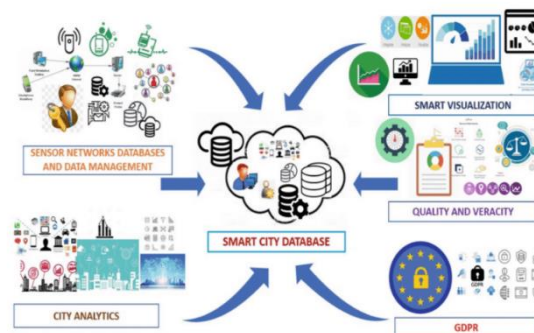 SENSOR NETWORKS DATABASES
AND DATA MANAGEMENT
SMART VISUALIZATION
SMART CITY DATABASE
QUALITY AND VERACITY
CITY ANALYTICS
GDPR
GDPR